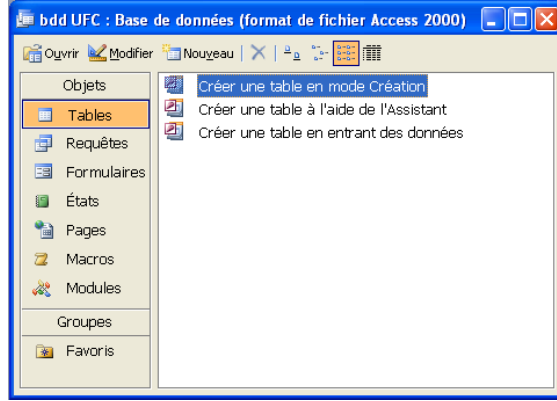 bdd UFC : Base de données (format de fichier Access 2000)
Ouvrir Modifier Nouveau
Objets
Tables
Requêtes
Formulaires
États
Pages
Macros
Modules
Groupes
Favoris
Créer une table en mode Création
Créer une table à l'aide de l'Assistant
Créer une table en entrant des données